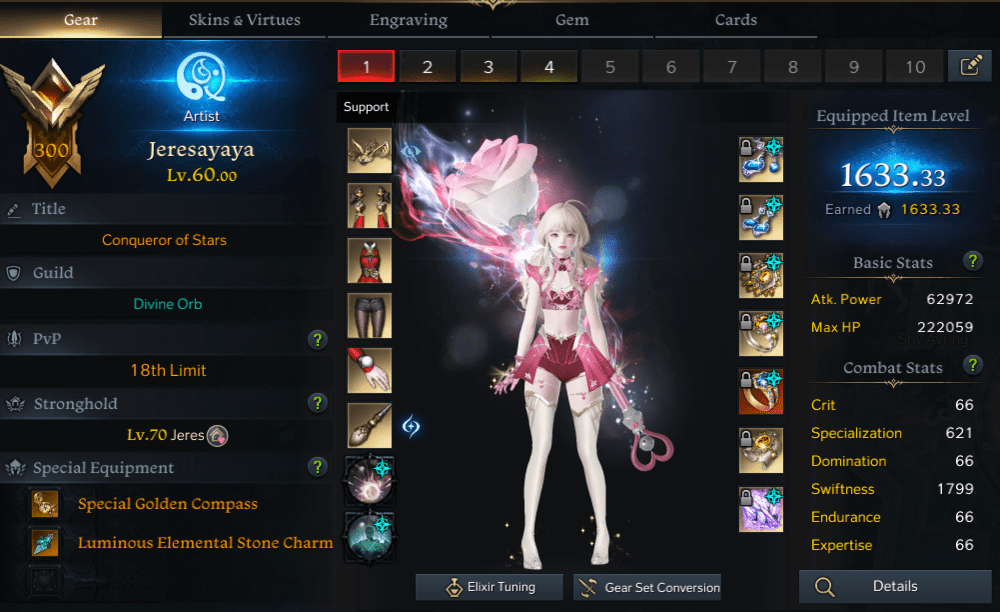 Gear
Skins & Virtues
Engraving
Gem
Cards
1
2
3
4
5
6
7
8
9
10
300
Artist
Jeresayaya
Lv.60.00
Title
Conqueror of Stars
Guild
Divine Orb
PvP
?
18th Limit
Stronghold
?
Lv.70 Jeres
Special Equipment
?
Special Golden Compass
Luminous Elemental Stone Charm
Support
Elixir Tuning
Gear Set Conversion
Equipped Item Level
1633.33
Earned 1633.33
Basic Stats
?
Atk. Power 62972
Max HP 222059
Combat Stats
?
Crit 66
Specialization 621
Domination 66
Swiftness 1799
Endurance 66
Expertise 66
Details